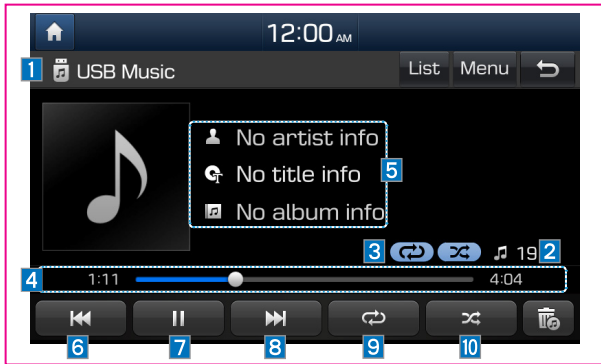 12:00 AM
1 USB Music List Menu
No artist info
No title info 5
No album info
3 19 2
4 1:11 4:04
6 7 8 9 10